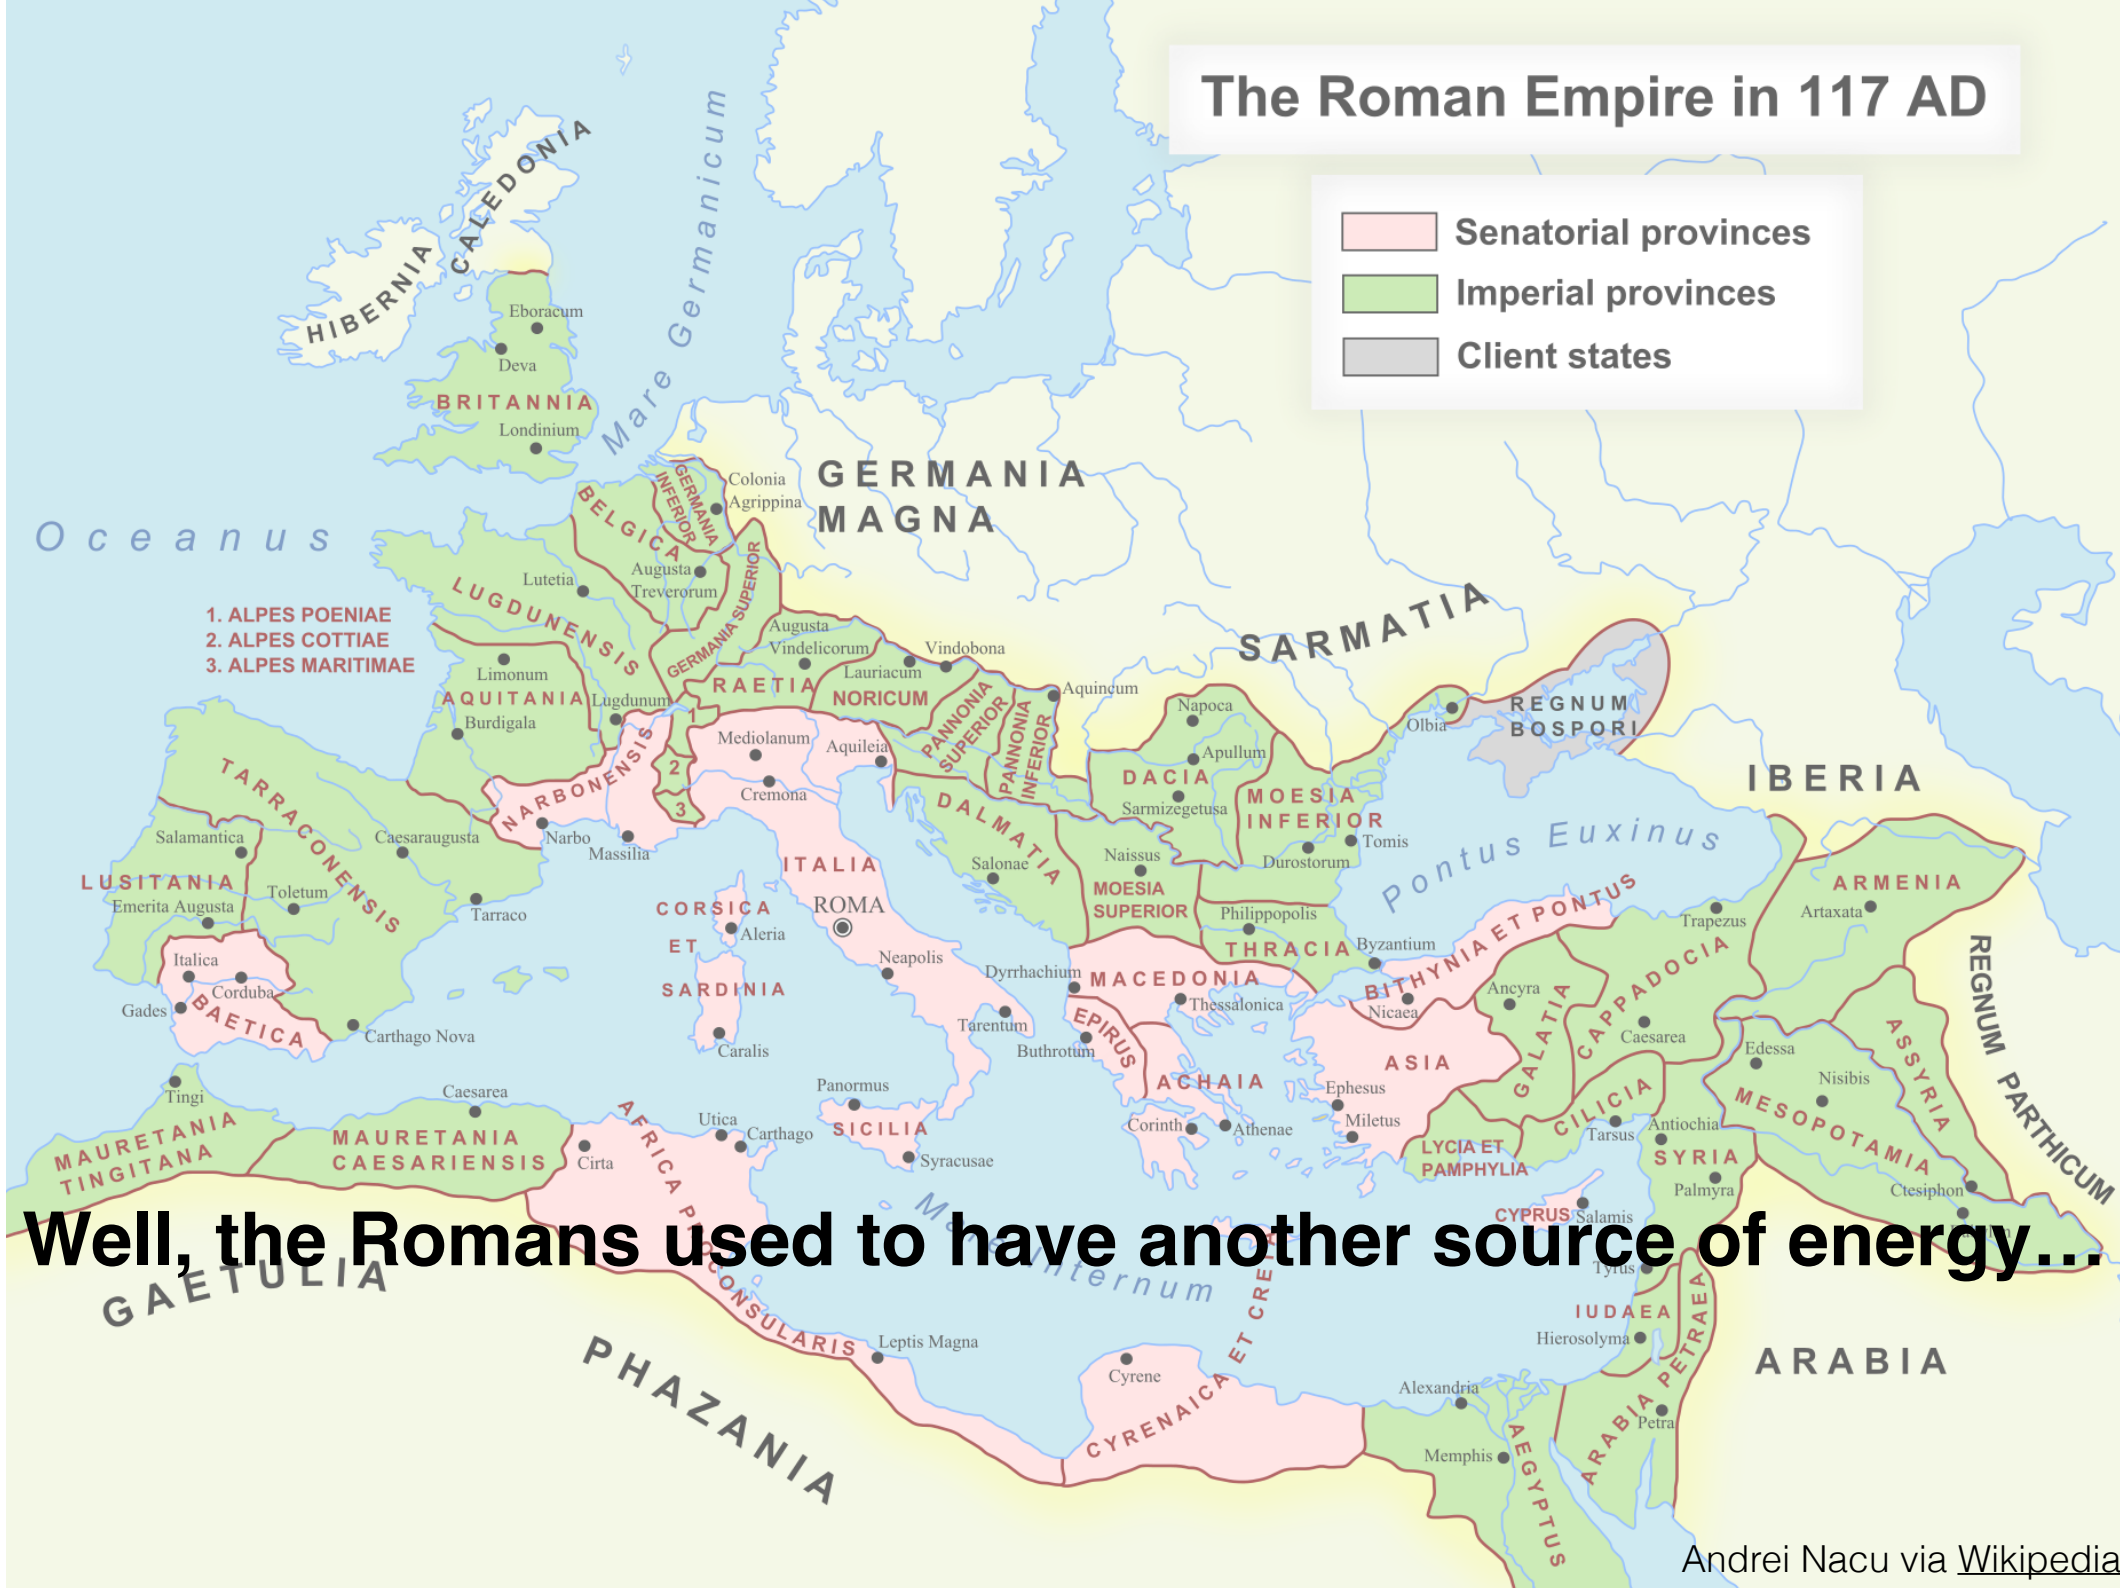 The Roman Empire in 117 AD
Senatorial provinces
Imperial provinces
Client states
CALEDONIA
HIBERNIA
Mare Germanicum
Eboracum
Deva
BRITANNIA
Londinium
Oceanus
GERMANIA
MAGNA
Colonia
Agrippina
GERMANIA
INFERIOR
BELGICA
Augusta
Treverorum
Lutetia
LUGDUNENSIS
GERMANIA SUPERIOR
1. ALPES POENIAE
2. ALPES COTTIAE
3. ALPES MARITIMAE
Limonum
AQUITANIA
Burdigala
Lugdunum
Augusta
Vindelicorum
RAETIA
Lauriacum
NORICUM
Vindobona
PANNONIA
SUPERIOR
PANNONIA
INFERIOR
Aquincum
SARMATIA
Napoca
Apullum
DACIA
Sarmizegetusa
MOESIA
INFERIOR
Durostorum
Tomis
Olbia
REGNUM
BOSPORI
IBERIA
Pontus Euxinus
1
2
3
NARBONENSIS
Narbo
Massilia
Mediolanum
Cremona
Aquileia
DALMATIA
Salonae
Naissus
MOESIA
SUPERIOR
TARRACONENSIS
Salamantica
Caesaraugusta
LUSITANIA
Toletum
Emerita Augusta
Tarraco
Italica
Corduba
Gades
BAETICA
Carthago Nova
ITALIA
ROMA
CORSICA
Aleria
ET
SARDINIA
Caralis
Neapolis
Tarentum
Dyrrhachium
MACEDONIA
Thessalonica
Philippopolis
THRACIA
Byzantium
EPIRUS
Buthrotum
ACHAIA
Corinth
Athenae
BITHYNIA ET PONTUS
Nicaea
Ancyra
GALATIA
CAPPADOCIA
Caesarea
Trapezus
ARMENIA
Artaxata
ASIA
Ephesus
Miletus
LYCIA ET
PAMPHYLIA
CILICIA
Tarsus
Edessa
Nisibis
MESOPOTAMIA
ASSYRIA
REGNUM PARTHICUM
Ctesiphon
Antiochia
SYRIA
Palmyra
CYPRUS
Salamis
Tingi
MAURETANIA
TINGITANA
Caesarea
MAURETANIA
CAESARIENSIS
Cirta
Utica
Carthago
Panormus
SICILIA
Syracusae
AFRICA PROCONSULARIS
Mare Internum
Well, the Romans used to have another source of energy…
GAETULIA
PHAZANIA
Leptis Magna
Cyrene
CYRENAICA ET CRETA
Tyrus
IUDAEA
Hierosolyma
ARABIA PETRAEA
Petra
ARABIA
Alexandria
Memphis
AEGYPTUS
Andrei Nacu via Wikipedia